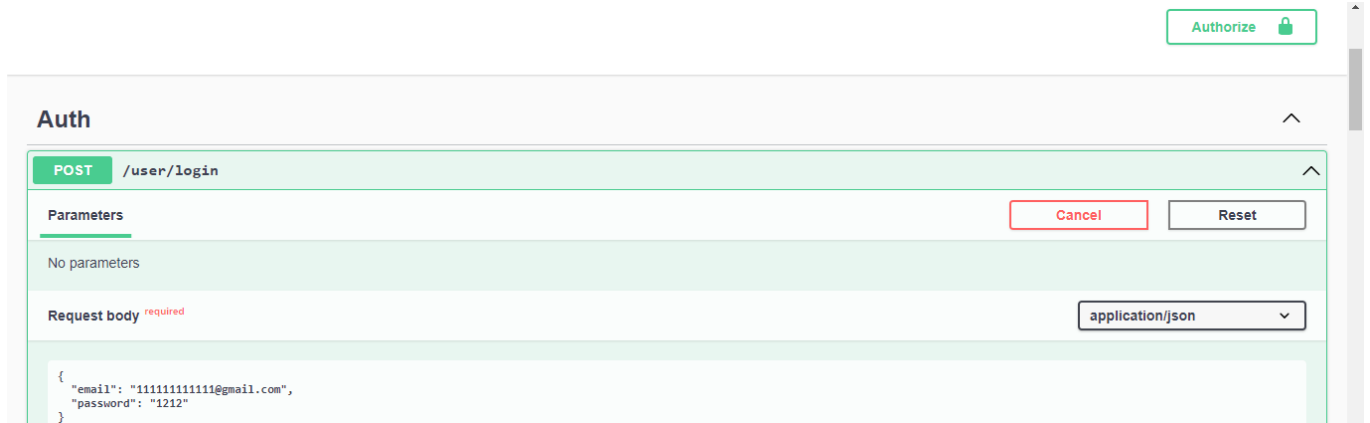 Authorize
Auth
POST /user/login
Parameters
Cancel
Reset
No parameters
Request body required
application/json
{
"email": "111111111111@gmail.com",
"password": "1212"
}